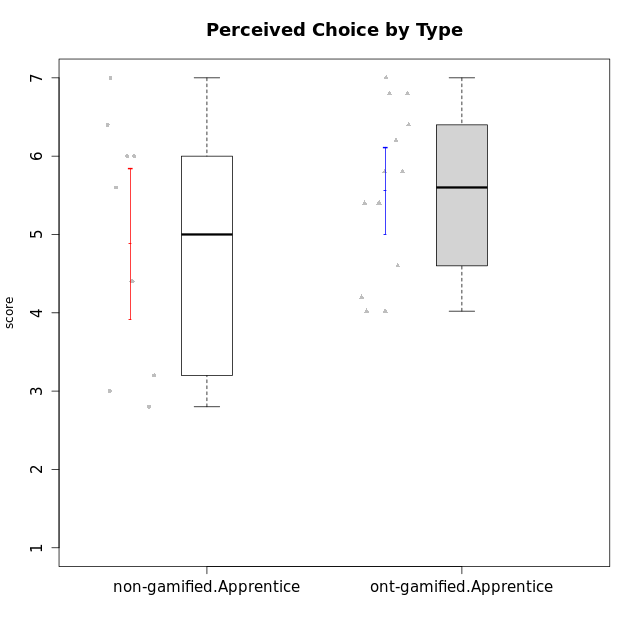 Perceived Choice by Type
7
6
5
4
3
2
1
score
non-gamified.Apprentice
ont-gamified.Apprentice